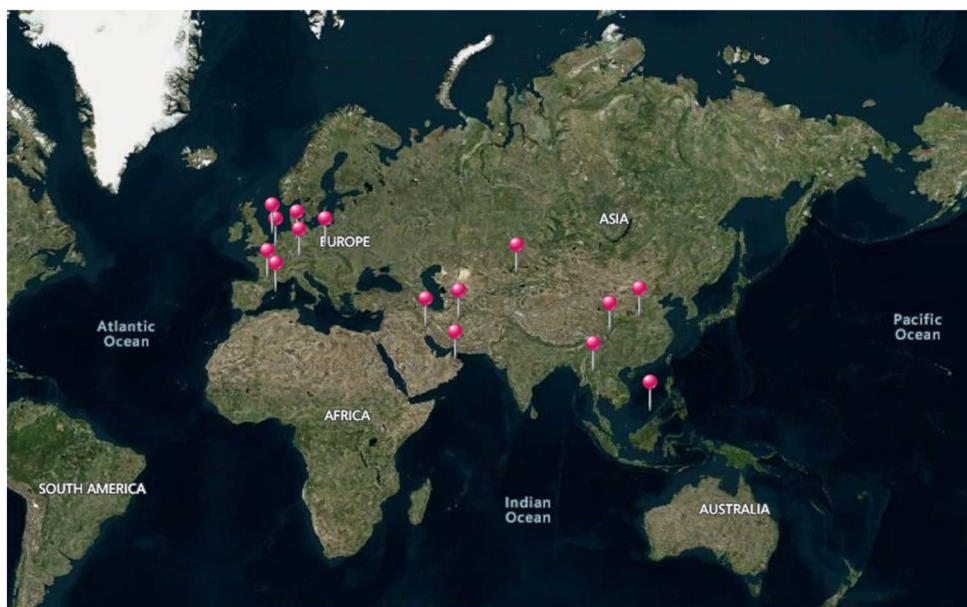 ASIA
EUROPE
Atlantic
Ocean
Pacific
Ocean
AFRICA
SOUTH AMERICA
Indian
Ocean
AUSTRALIA